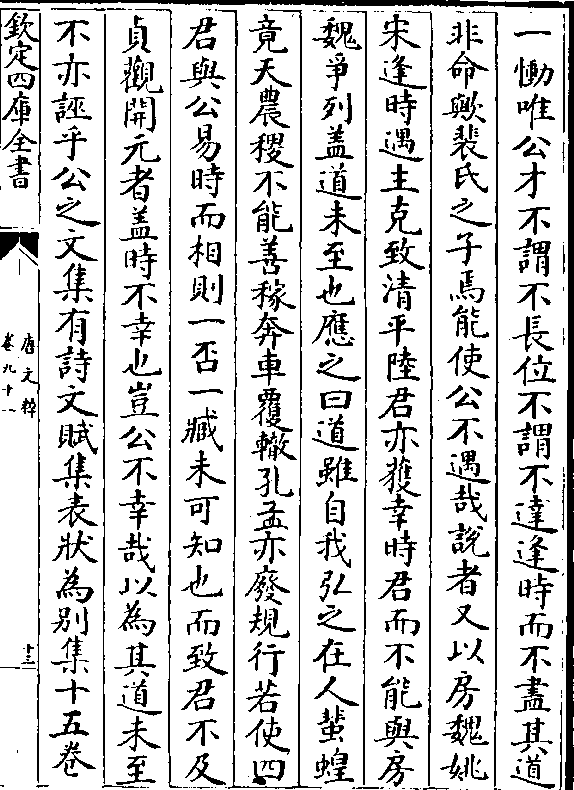 一慟唯公才不謂不長位不謂不達逢時而不盡其道
非命歟裴氏之子焉能使公不遇哉說者又以房魏姚
宋逢時遇主克致清平陸君亦獲幸時君而不能與房
魏爭列盖道未至也應之曰道雖自我弘之在人蜚蝗
竟天農稷不能善稼奔車覆轍孔孟亦廢規行若使四
君與公易時而相則一否一臧未可知也而致君不及
貞觀開元者盖時不幸也豈公不幸哉以為其道未至
不亦誣乎公之文集有詩文賦集表狀為别集十五卷
欽定四庫全書
唐文粹
卷九十一
十三